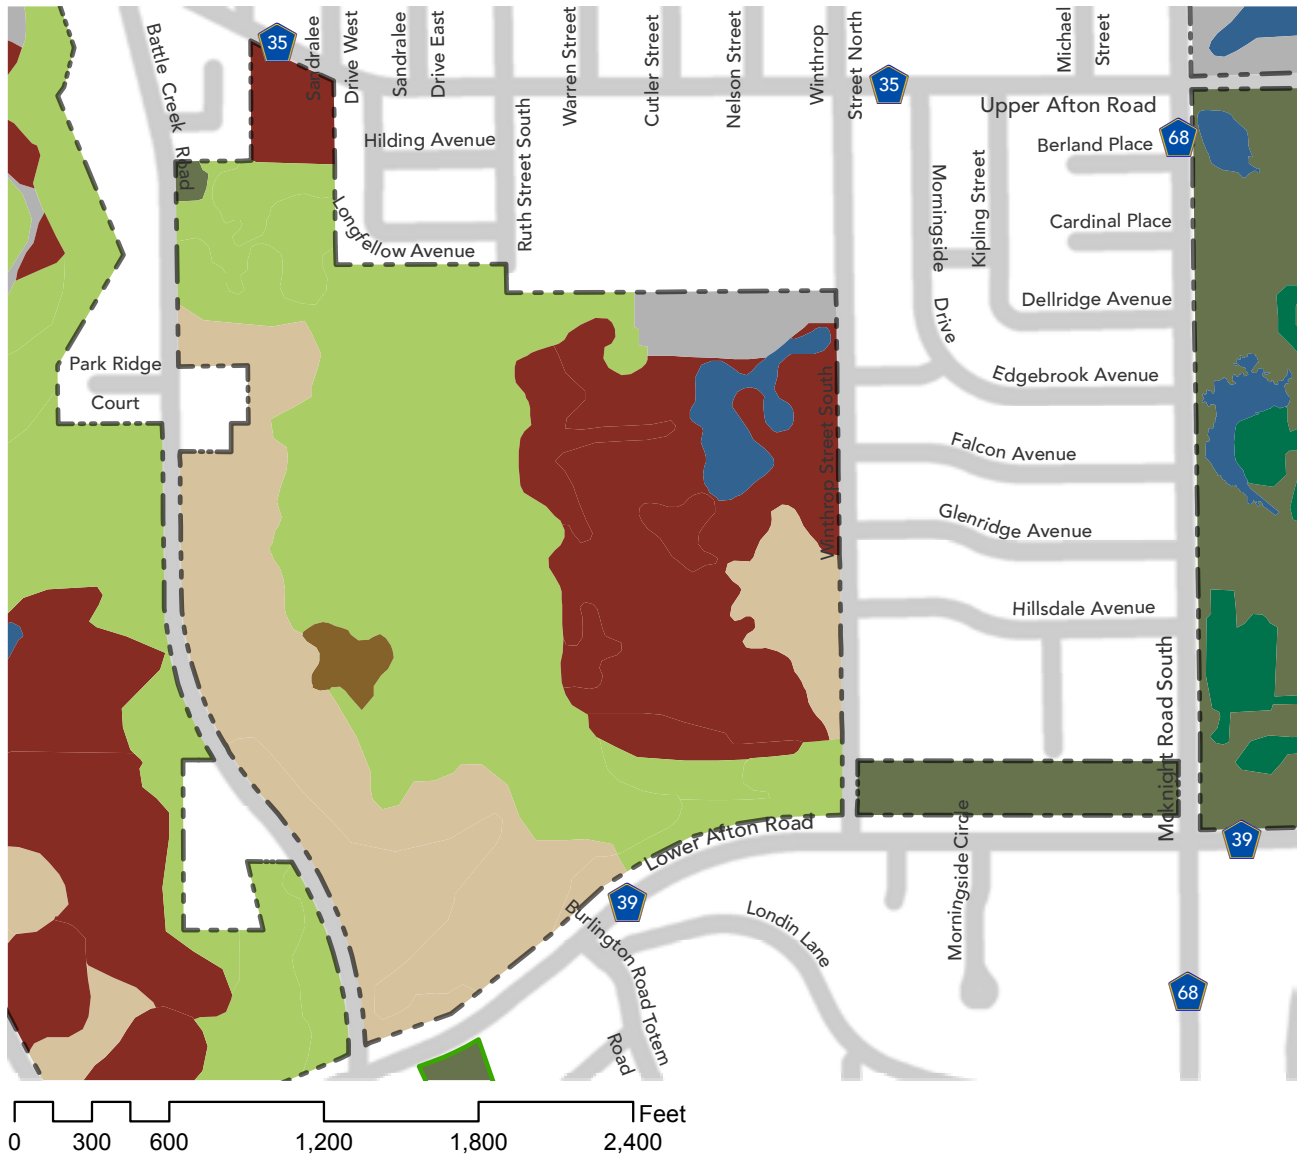 35
Battle Creek Road
Sandralee
Drive West
Sandralee
Drive East
Warren Street
Cutler Street
Nelson Street
Winthrop
Street North
35
Michael
Street
Upper Afton Road
68
Hilding Avenue
Ruth Street South
Longfellow Avenue
Morningside Drive
Kipling Street
Berland Place
Cardinal Place
Dellridge Avenue
Park Ridge
Court
Edgebrook Avenue
Winthrop Street South
Falcon Avenue
Glenridge Avenue
Hillsdale Avenue
Mcknight Road South
Lower Afton Road
39
39
Morningside Circle
Burlington Road
Londin Lane
Totem
Road
68
Feet
0 300 600 1,200 1,800 2,400